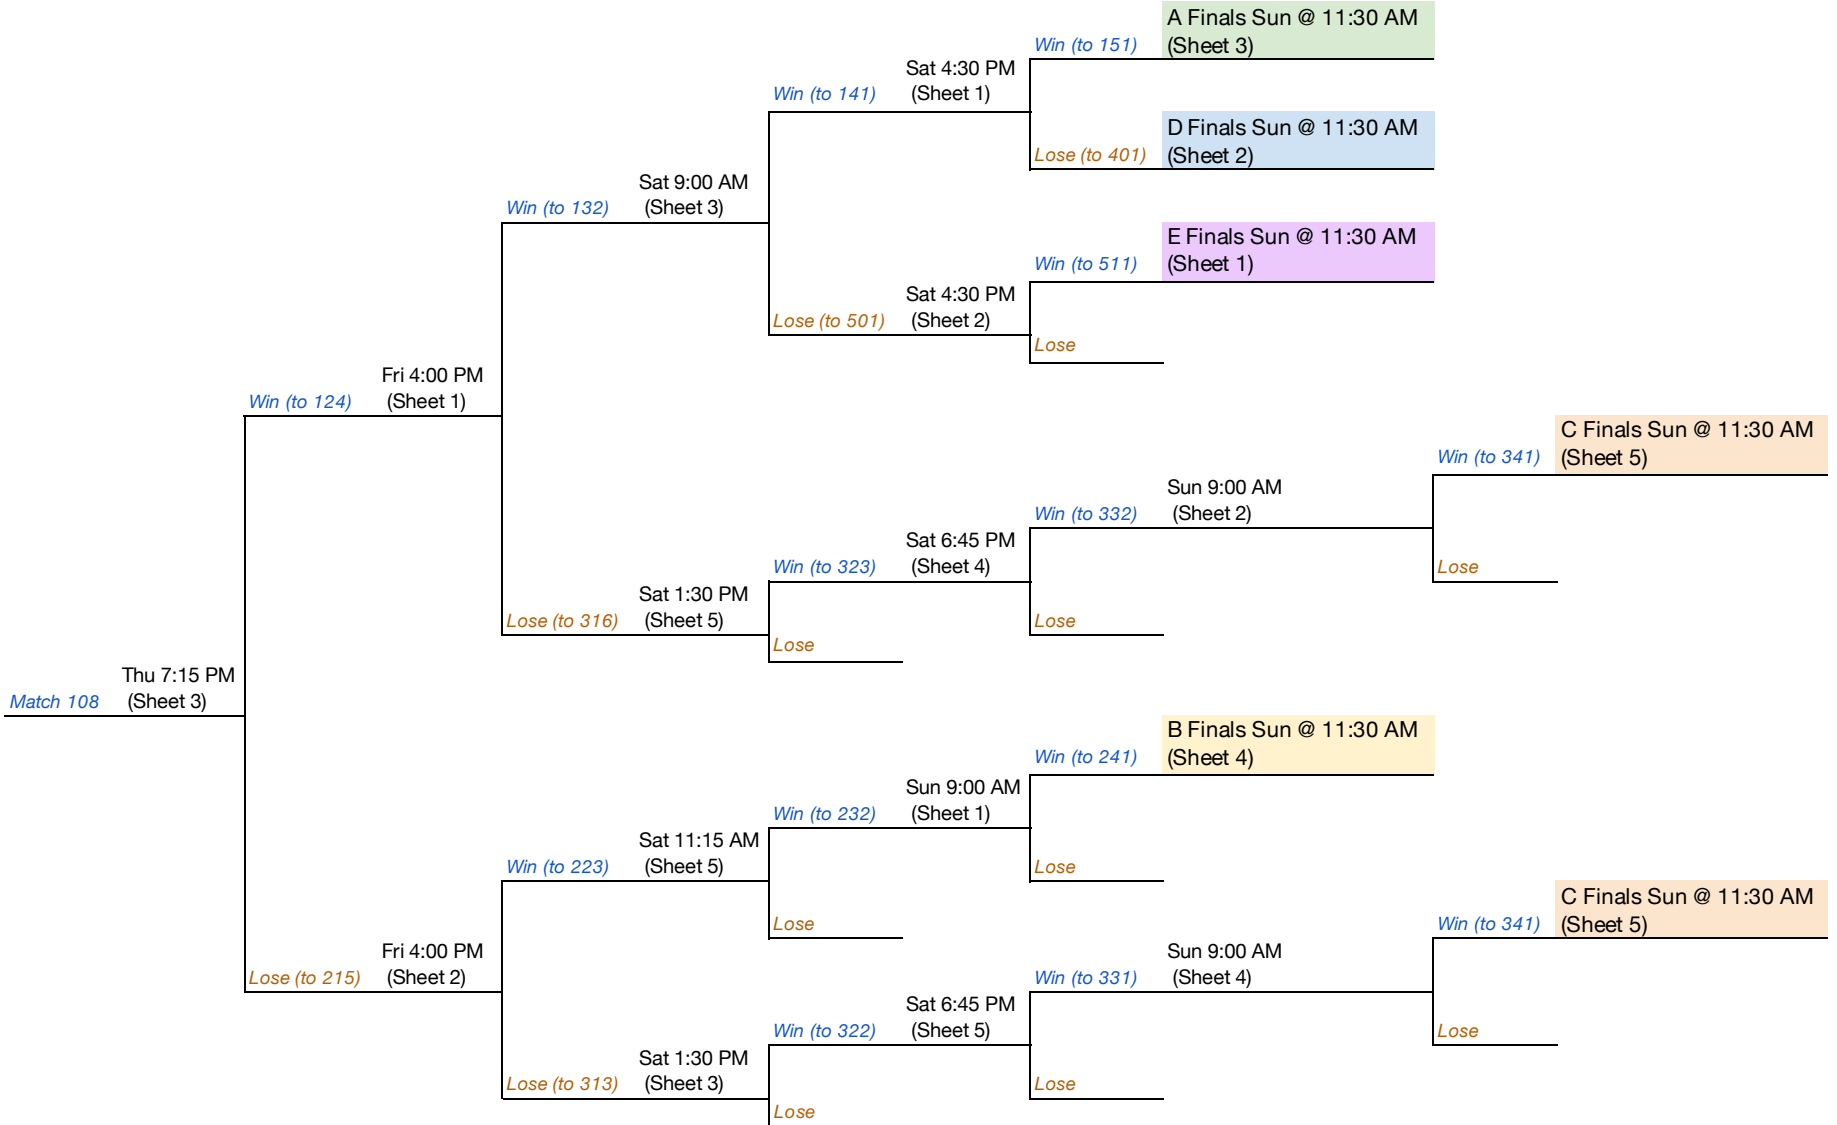 A Finals Sun @ 11:30 AM
Win (to 151)
(Sheet 3)
Sat 4:30 PM
Win (to 141)
(Sheet 1)
D Finals Sun @ 11:30 AM
Lose (to 401)
(Sheet 2)
Sat 9:00 AM
Win (to 132)
(Sheet 3)
E Finals Sun @ 11:30 AM
Win (to 511)
(Sheet 1)
Sat 4:30 PM
Lose (to 501)
(Sheet 2)
Lose
Fri 4:00 PM
Win (to 124)
(Sheet 1)
C Finals Sun @ 11:30 AM
Win (to 341)
(Sheet 5)
Sun 9:00 AM
Win (to 332)
(Sheet 2)
Sat 6:45 PM
Win (to 323)
(Sheet 4)
Lose
Sat 1:30 PM
Lose (to 316)
(Sheet 5)
Lose
Lose
Thu 7:15 PM
Match 108
(Sheet 3)
B Finals Sun @ 11:30 AM
Win (to 241)
(Sheet 4)
Sun 9:00 AM
Win (to 232)
(Sheet 1)
Sat 11:15 AM
Win (to 223)
(Sheet 5)
Lose
Lose
C Finals Sun @ 11:30 AM
Win (to 341)
(Sheet 5)
Fri 4:00 PM
Lose (to 215)
(Sheet 2)
Sun 9:00 AM
Win (to 331)
(Sheet 4)
Sat 6:45 PM
Win (to 322)
(Sheet 5)
Lose
Sat 1:30 PM
Lose (to 313)
(Sheet 3)
Lose
Lose